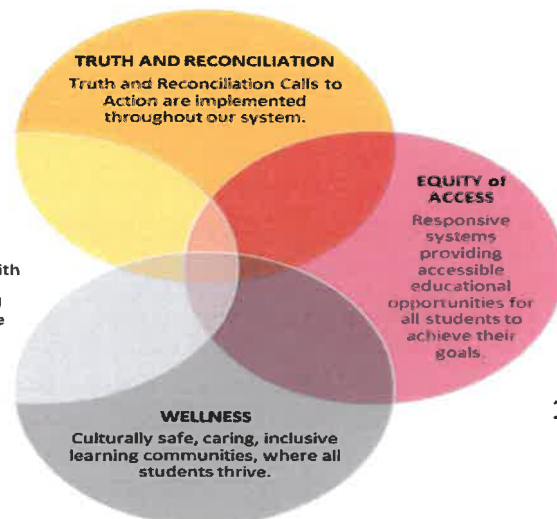 TRUTH AND RECONCILIATION
Truth and Reconciliation Calls to
Action are implemented
throughout our system.
EQUITY of
ACCESS
Responsive
systems
providing
accessible
educational
opportunities for
all students to
achieve their
goals.
WELLNESS
Culturally safe, caring, inclusive
learning communities, where all
students thrive.